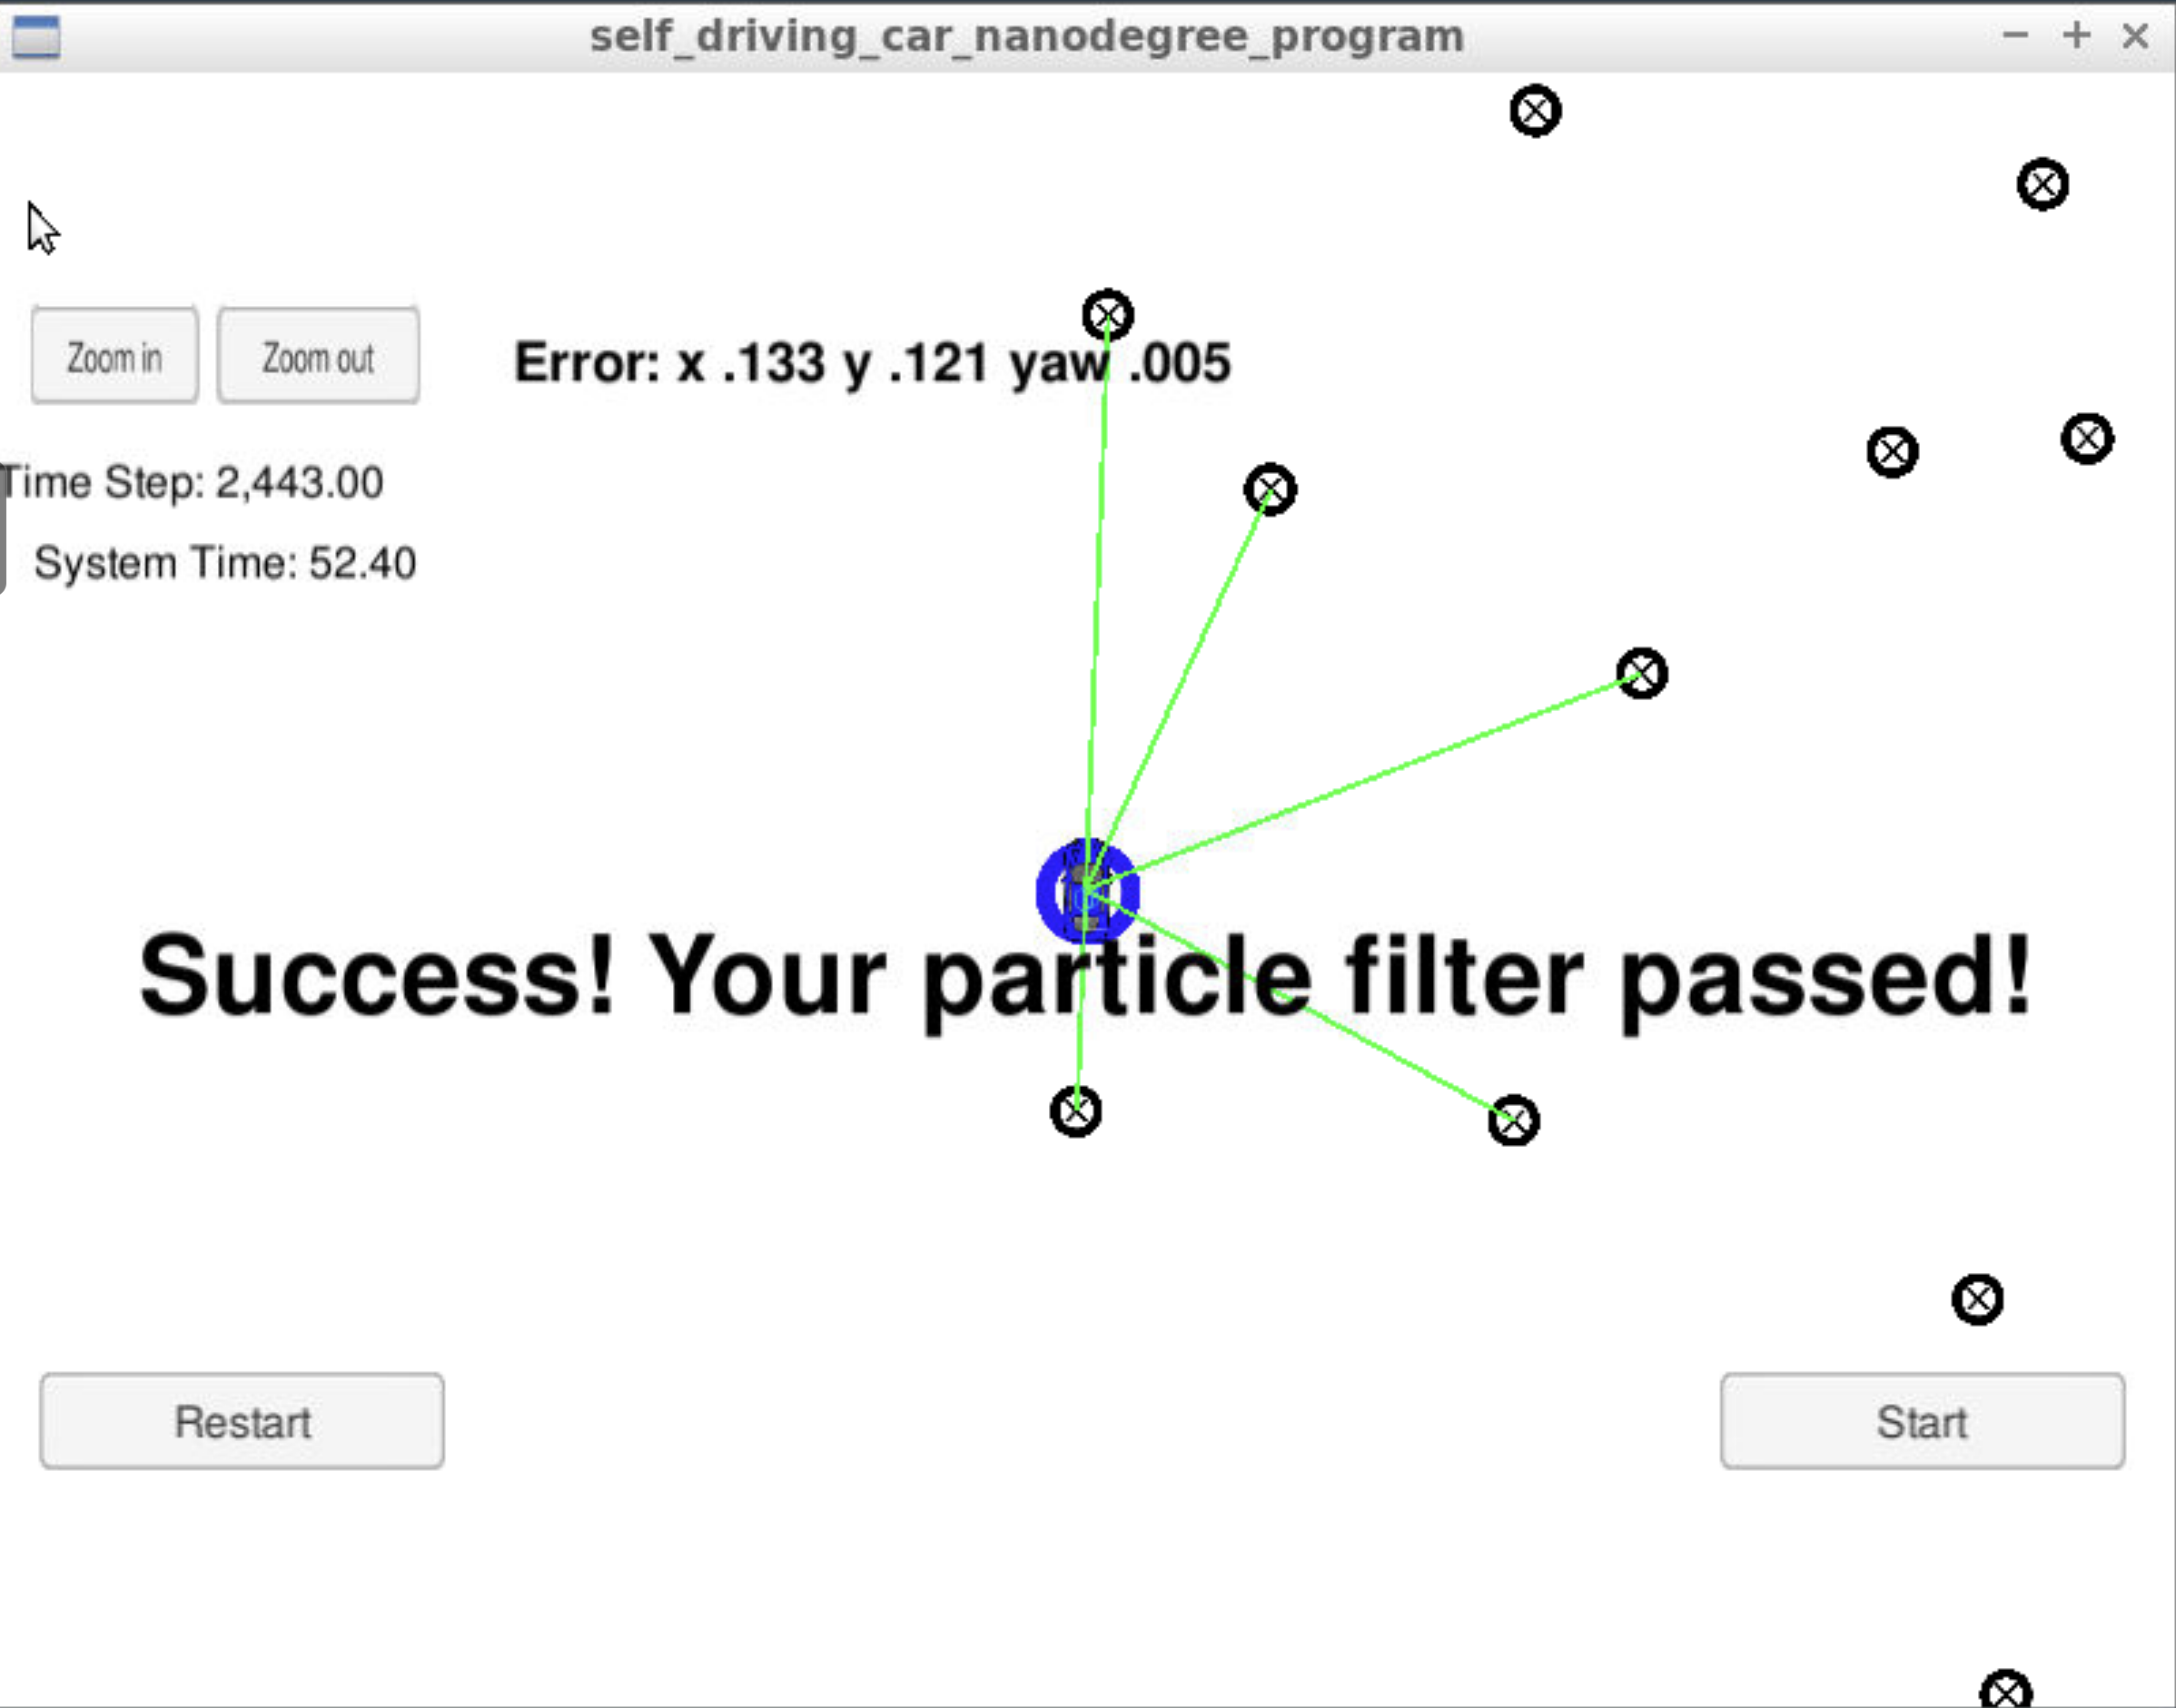 self_driving_car_nanodegree_program
Zoom in
Zoom out
Error: x .133 y .121 yaw .005
Time Step: 2,443.00
System Time: 52.40
Success! Your particle filter passed!
Restart
Start